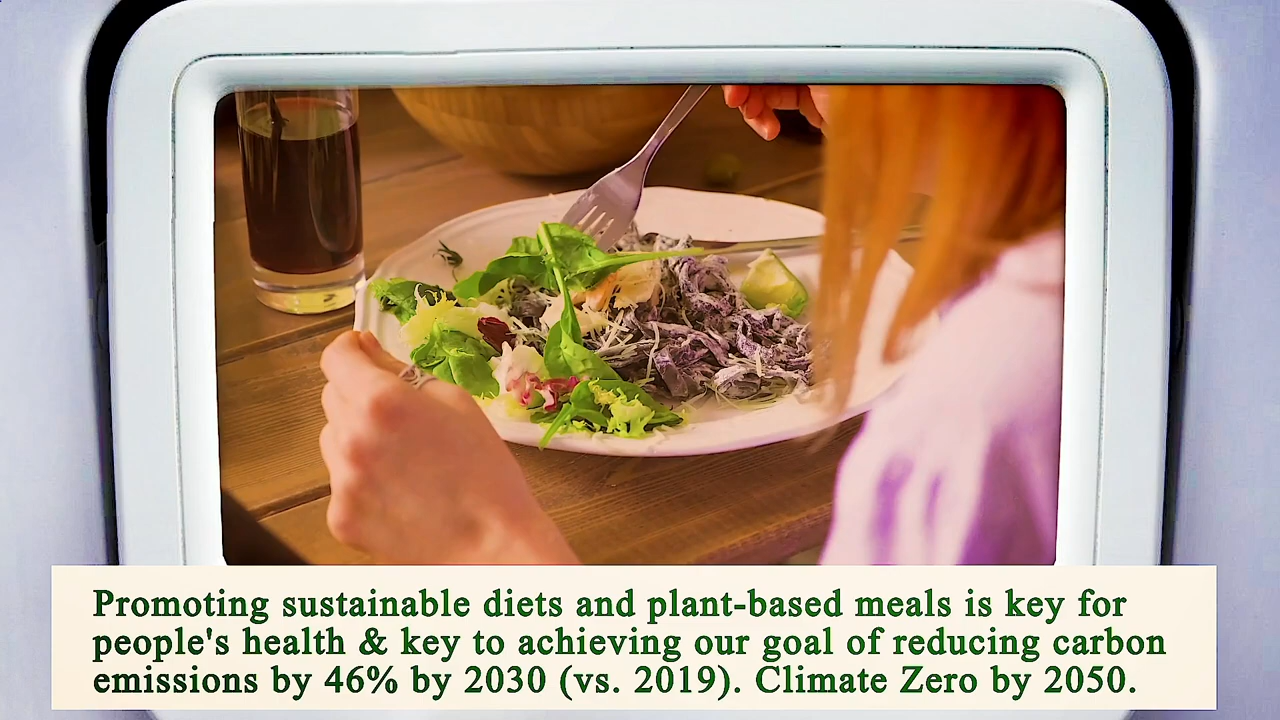 Promoting sustainable diets and plant-based meals is key for
people's health & key to achieving our goal of reducing carbon
emissions by 46% by 2030 (vs. 2019). Climate Zero by 2050.